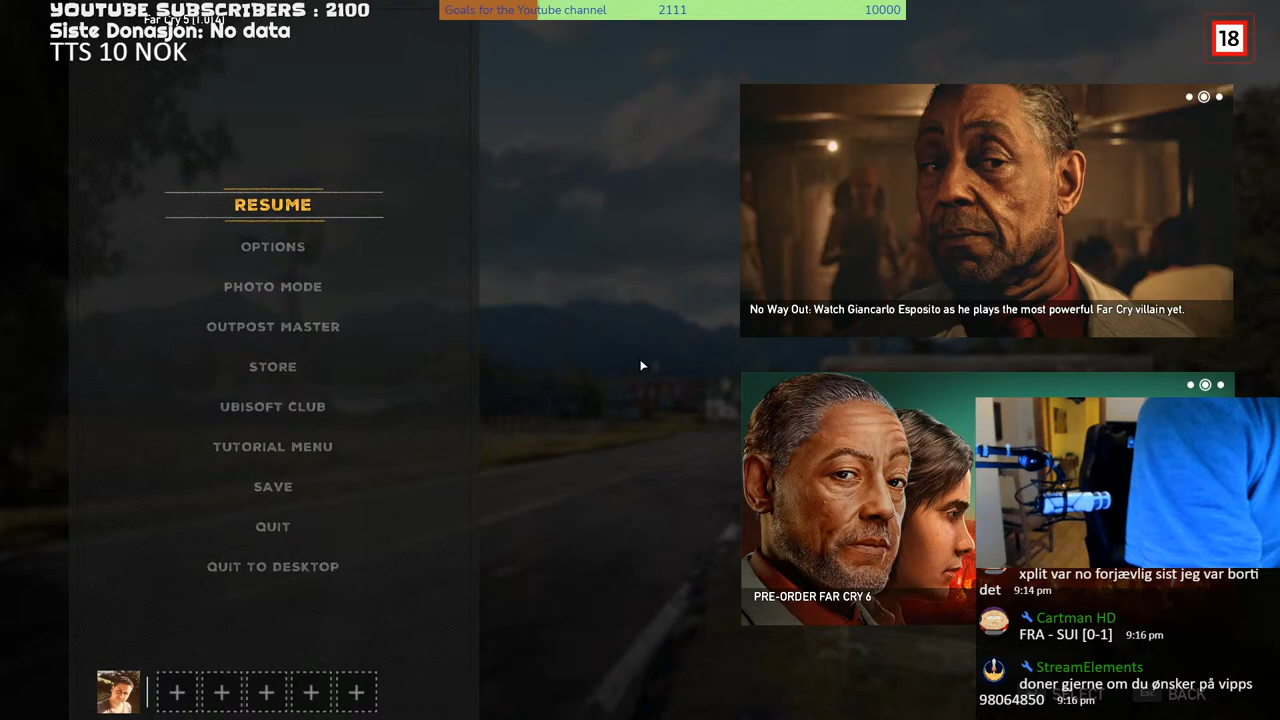 YOUTUBE SUBSCRIBERS : 2100
Far Cry 5 [1.014]
Siste Donasjon: No data
TTS 10 NOK
Goals for the Youtube channel 2111 10000
18
RESUME
OPTIONS
PHOTO MODE
OUTPOST MASTER
STORE
UBISOFT CLUB
TUTORIAL MENU
SAVE
QUIT
QUIT TO DESKTOP
No Way Out: Watch Giancarlo Esposito as he plays the most powerful Far Cry villain yet.
PRE-ORDER FAR CRY 6
xplit var no forjævlig sist jeg var borti
det 9:14 pm
Cartman HD
FRA - SUI [0-1] 9:16 pm
StreamElements
doner gjerne om du ønsker på vipps
98064850 9:16 pm
SELECT Esc BACK